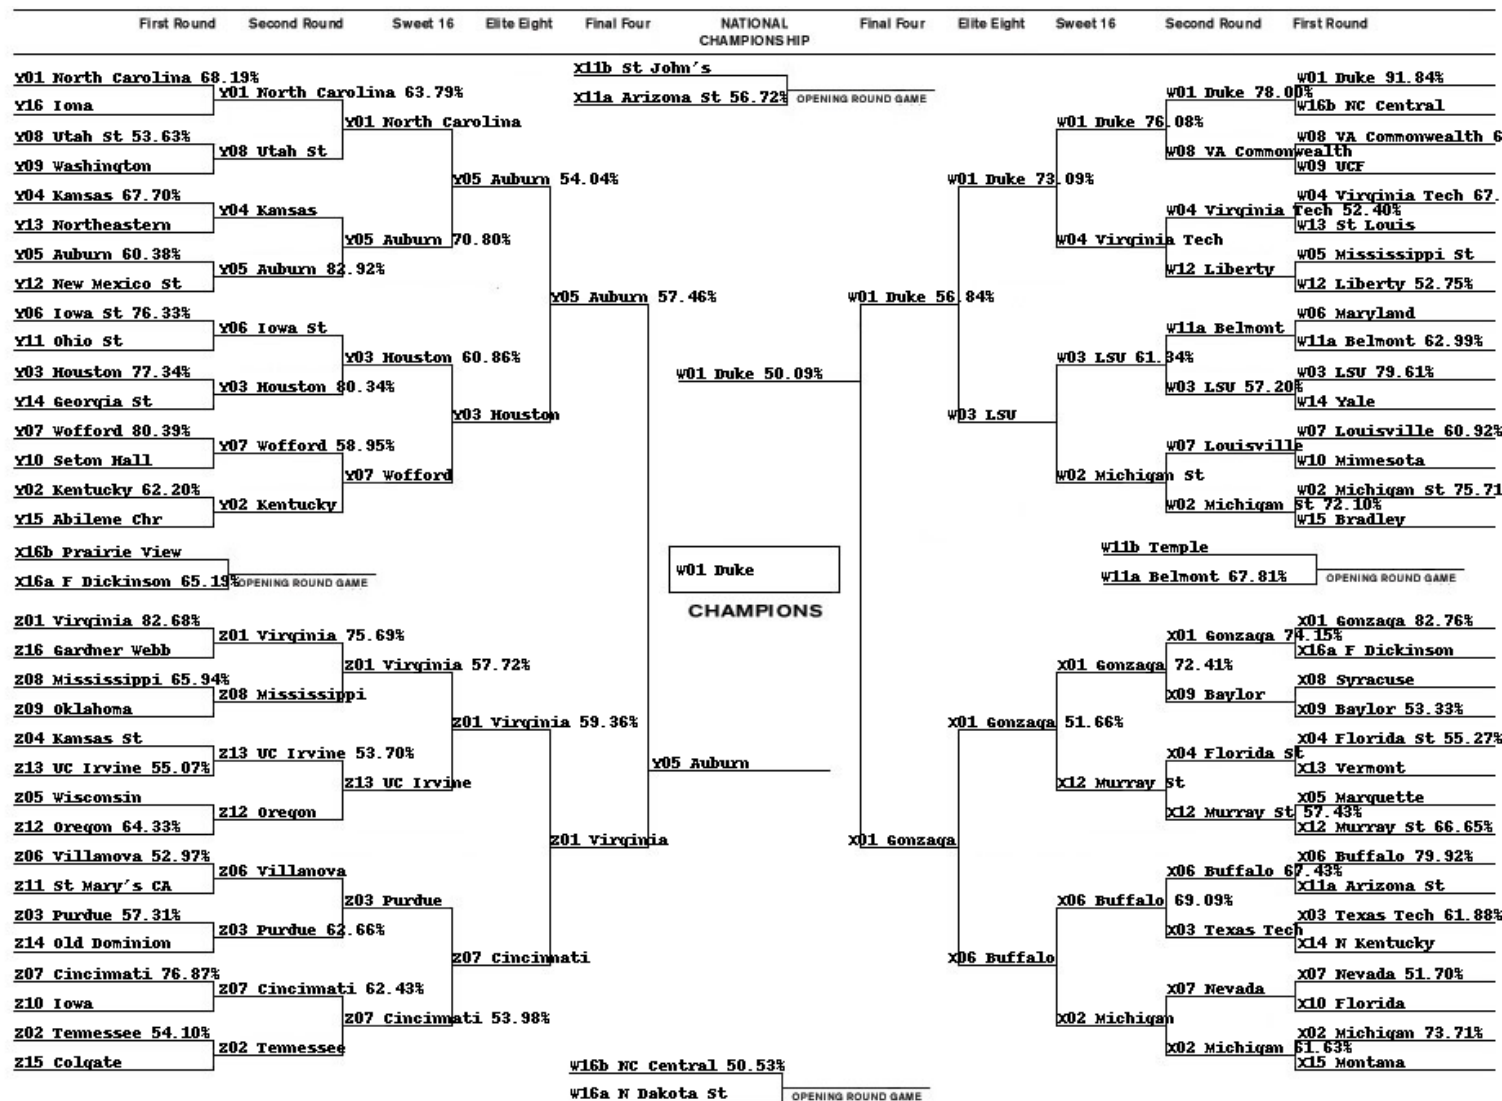 First Round Second Round Sweet 16 Elite Eight Final Four NATIONAL CHAMPIONSHIP Final Four Elite Eight Sweet 16 Second Round First Round
Y01 North Carolina 68.19%
Y16 Iona
Y08 Utah St 53.63%
Y09 Washington
Y04 Kansas 67.70%
Y13 Northeastern
Y05 Auburn 60.38%
Y12 New Mexico St
Y06 Iowa St 76.33%
Y11 Ohio St
Y03 Houston 77.34%
Y14 Georgia St
Y07 Wofford 80.39%
Y10 Seton Hall
Y02 Kentucky 62.20%
Y15 Abilene Chr
Y01 North Carolina 63.79%
Y08 Utah St
Y04 Kansas
Y05 Auburn 82.92%
Y06 Iowa St
Y03 Houston 80.34%
Y07 Wofford 58.95%
Y02 Kentucky
Y01 North Carolina
Y05 Auburn 70.80%
Y03 Houston 60.86%
Y07 Wofford
Y05 Auburn 54.04%
Y03 Houston
Y05 Auburn 57.46%
X16b Prairie View
X16a F Dickinson 65.19%
OPENING ROUND GAME
Z01 Virginia 82.68%
Z16 Gardner Webb
Z08 Mississippi 65.94%
Z09 Oklahoma
Z04 Kansas St
Z13 UC Irvine 55.07%
Z05 Wisconsin
Z12 Oregon 64.33%
Z06 Villanova 52.97%
Z11 St Mary's CA
Z03 Purdue 57.31%
Z14 Old Dominion
Z07 Cincinnati 76.87%
Z10 Iowa
Z02 Tennessee 54.10%
Z15 Colgate
Z01 Virginia 75.69%
Z08 Mississippi
Z13 UC Irvine 53.70%
Z12 Oregon
Z06 Villanova
Z03 Purdue 62.66%
Z07 Cincinnati 62.43%
Z02 Tennessee
Z01 Virginia 57.72%
Z13 UC Irvine
Z03 Purdue
Z07 Cincinnati 53.98%
Z01 Virginia 59.36%
Z07 Cincinnati
Z01 Virginia
X11b St John's
X11a Arizona St 56.72%
OPENING ROUND GAME
W01 Duke 50.09%
W01 Duke
CHAMPIONS
Y05 Auburn
W16b NC Central 50.53%
W16a N Dakota St
OPENING ROUND GAME
W01 Duke 56.84%
W01 Duke 73.09%
W03 LSU
W01 Duke 76.08%
W04 Virginia Tech
W03 LSU 61.34%
W02 Michigan St
W01 Duke 78.00%
W08 VA Commonwealth
W04 Virginia Tech 52.40%
W12 Liberty
W11a Belmont
W03 LSU 57.20%
W07 Louisville
W02 Michigan St 72.10%
W01 Duke 91.84%
W16b NC Central
W08 VA Commonwealth 6
W09 UCF
W04 Virginia Tech 67.
W13 St Louis
W05 Mississippi St
W12 Liberty 52.75%
W06 Maryland
W11a Belmont 62.99%
W03 LSU 79.61%
W14 Yale
W07 Louisville 60.92%
W10 Minnesota
W02 Michigan St 75.71
W15 Bradley
W11b Temple
W11a Belmont 67.81%
OPENING ROUND GAME
X01 Gonzaga
X01 Gonzaga 51.66%
X06 Buffalo
X01 Gonzaga 72.41%
X12 Murray St
X06 Buffalo 69.09%
X02 Michigan
X01 Gonzaga 74.15%
X09 Baylor
X04 Florida St
X12 Murray St 57.43%
X06 Buffalo 67.43%
X03 Texas Tech
X07 Nevada
X02 Michigan 61.63%
X01 Gonzaga 82.76%
X16a F Dickinson
X08 Syracuse
X09 Baylor 53.33%
X04 Florida St 55.27%
X13 Vermont
X05 Marquette
X12 Murray St 66.65%
X06 Buffalo 79.92%
X11a Arizona St
X03 Texas Tech 61.88%
X14 N Kentucky
X07 Nevada 51.70%
X10 Florida
X02 Michigan 73.71%
X15 Montana